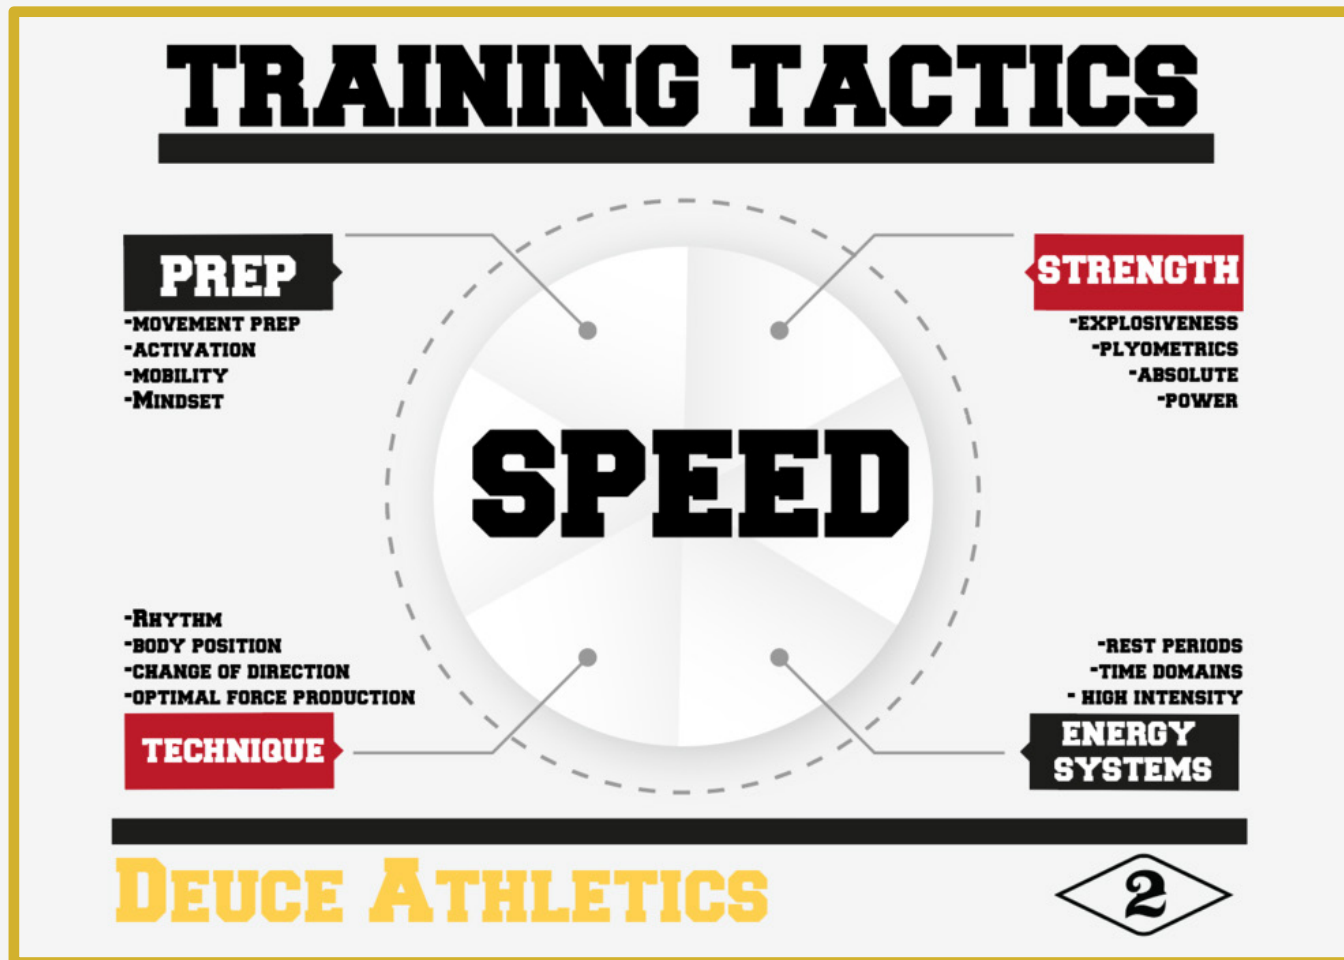 TRAINING TACTICS
PREP
-MOVEMENT PREP
-ACTIVATION
-MOBILITY
-MINDSET
STRENGTH
-EXPLOSIVENESS
-PLYOMETRICS
-ABSOLUTE
-POWER
SPEED
-RHYTHM
-BODY POSITION
-CHANGE OF DIRECTION
-OPTIMAL FORCE PRODUCTION
TECHNIQUE
-REST PERIODS
-TIME DOMAINS
- HIGH INTENSITY
ENERGY
SYSTEMS
DEUCE ATHLETICS
2